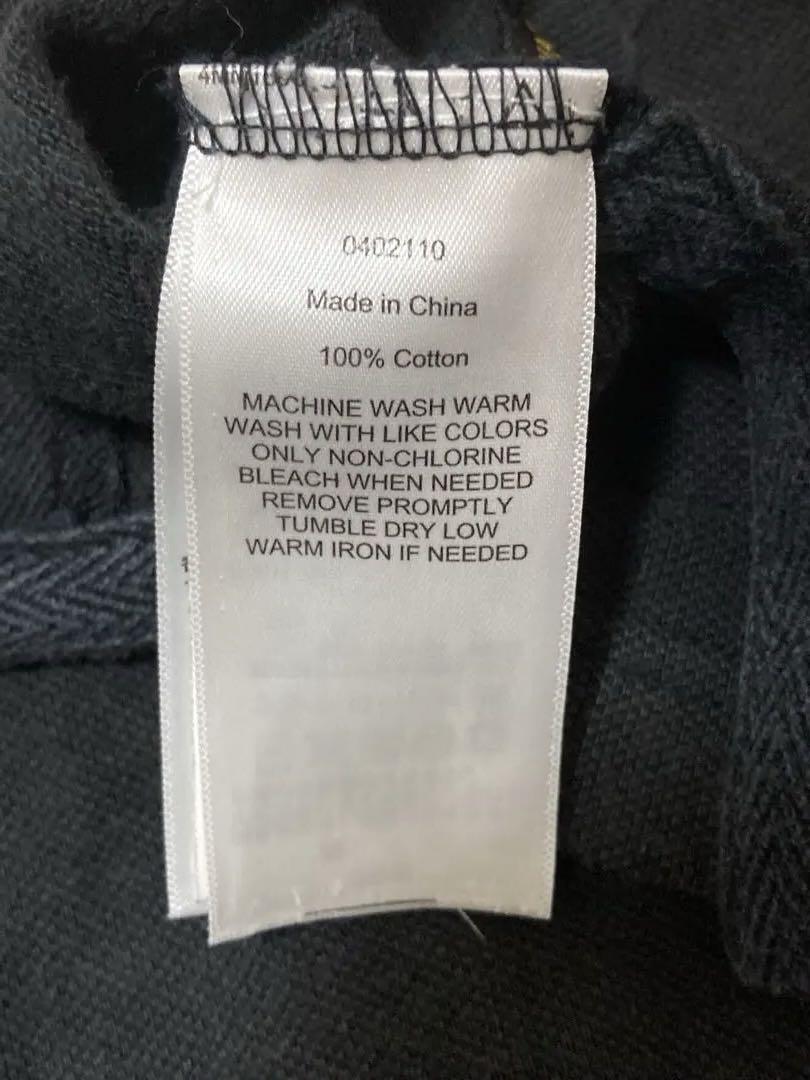 0402110
Made in China
100% Cotton
MACHINE WASH WARM
WASH WITH LIKE COLORS
ONLY NON-CHLORINE
BLEACH WHEN NEEDED
REMOVE PROMPTLY
TUMBLE DRY LOW
WARM IRON IF NEEDED